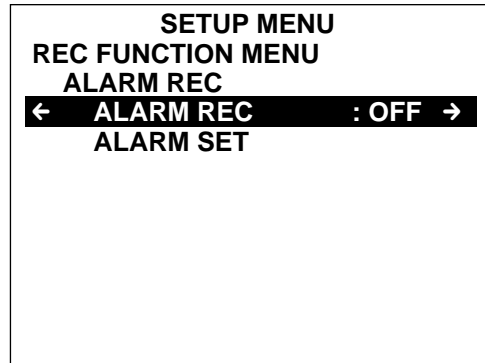 SETUP MENU
REC FUNCTION MENU
ALARM REC
← ALARM REC : OFF →
ALARM SET